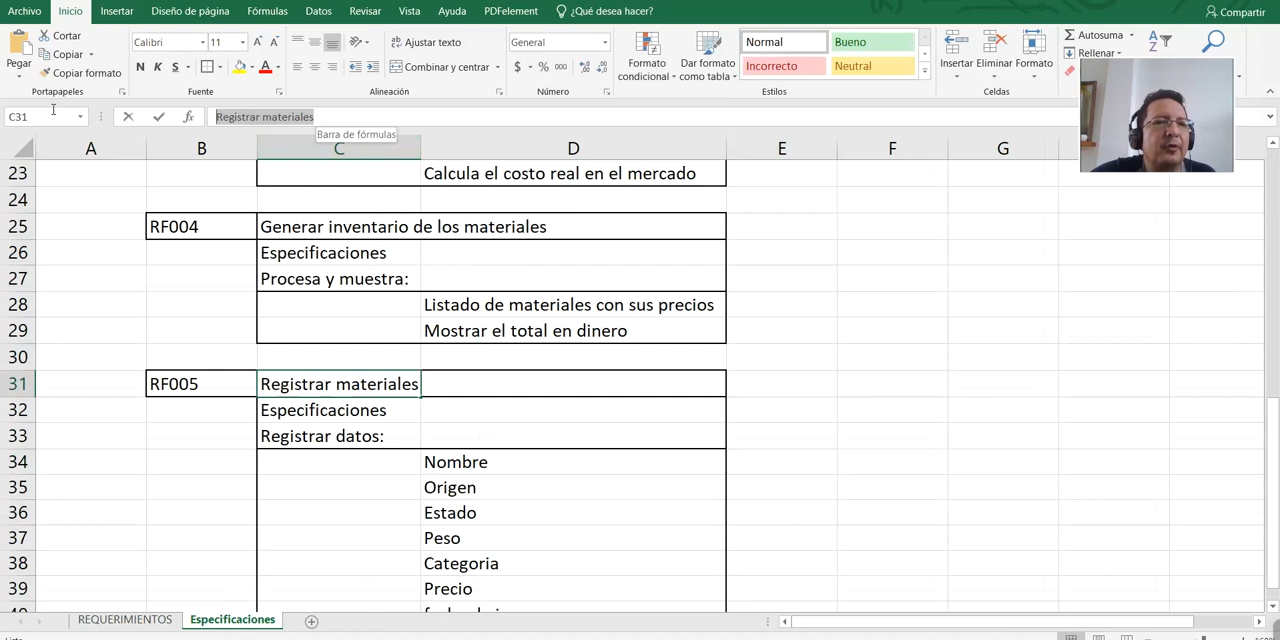 Archivo Inicio Insertar Diseño de página Fórmulas Datos Revisar Vista Ayuda PDFelement ¿Qué desea hacer? Compartir
Pegar
Cortar
Copiar
Copiar formato
Portapapeles
Calibri 11
N K S
Fuente
Ajustar texto
Combinar y centrar
Alineación
General
$ % 000
Número
Formato condicional
Dar formato como tabla
Normal Bueno
Incorrecto Neutral
Estilos
Insertar Eliminar Formato
Celdas
Autosuma
Rellenar
C31 fx Registrar materiales
Barra de fórmulas
A B C D E F G
23 Calcula el costo real en el mercado
24
25 RF004 Generar inventario de los materiales
26 Especificaciones
27 Procesa y muestra:
28 Listado de materiales con sus precios
29 Mostrar el total en dinero
30
31 RF005 Registrar materiales
32 Especificaciones
33 Registrar datos:
34 Nombre
35 Origen
36 Estado
37 Peso
38 Categoria
39 Precio
REQUERIMIENTOS Especificaciones